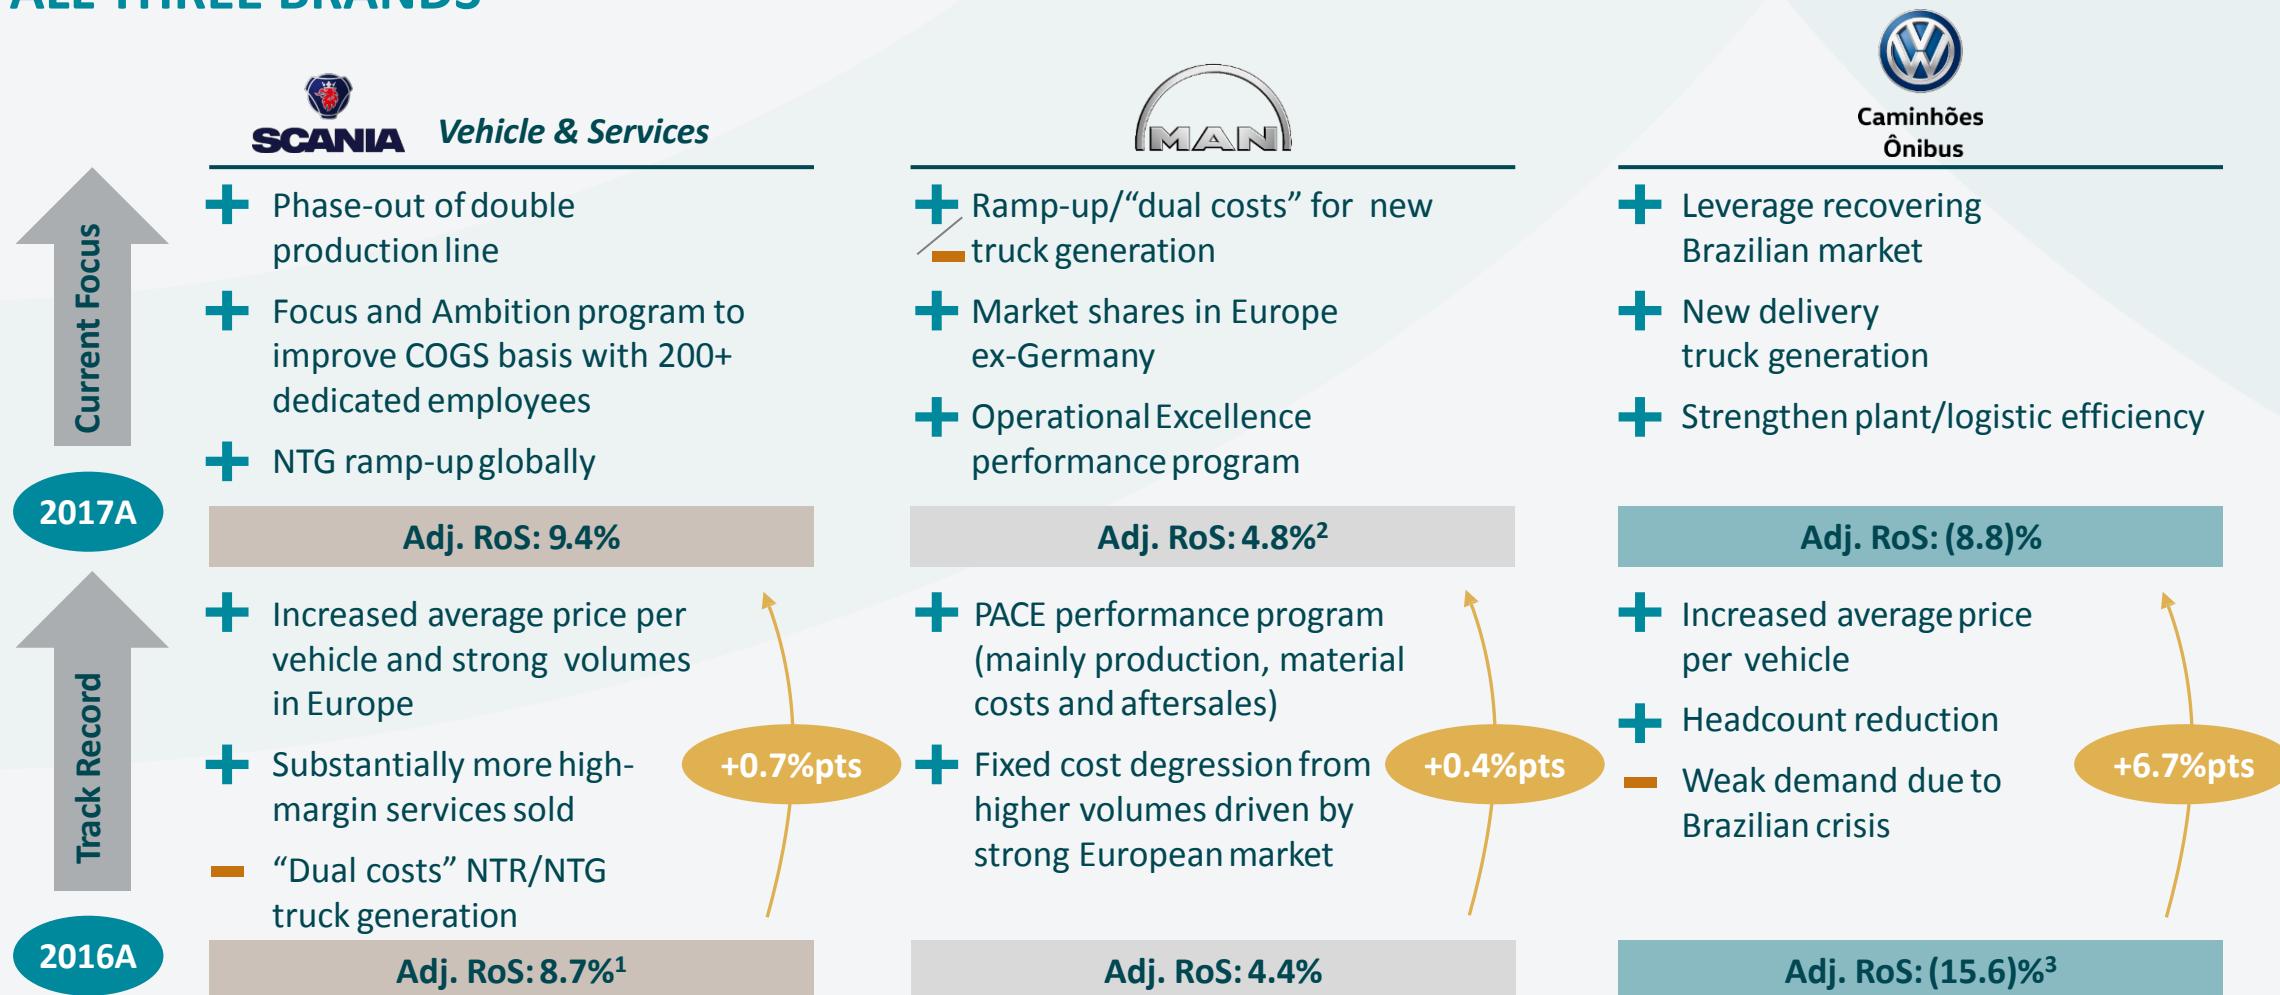 ALL THREE BRANDS
SCANIA
Vehicle & Services
Current Focus
Phase-out of double
production line
Focus and Ambition program to
improve COGS basis with 200+
dedicated employees
NTG ramp-up globally
2017A
Adj. RoS: 9.4%
Track Record
Increased average price per
vehicle and strong volumes
in Europe
Substantially more high-
margin services sold
+0.7%pts
“Dual costs” NTR/NTG
truck generation
2016A
Adj. RoS: 8.7%¹
MAN
Ramp-up/“dual costs” for new
truck generation
Market shares in Europe
ex-Germany
Operational Excellence
performance program
Adj. RoS: 4.8%²
PACE performance program
(mainly production, material
costs and aftersales)
Fixed cost degression from
higher volumes driven by
strong European market
+0.4%pts
Adj. RoS: 4.4%
VW
Caminhões
Ônibus
Leverage recovering
Brazilian market
New delivery
truck generation
Strengthen plant/logistic efficiency
Adj. RoS: (8.8)%
Increased average price
per vehicle
Headcount reduction
Weak demand due to
Brazilian crisis
+6.7%pts
Adj. RoS: (15.6)%³